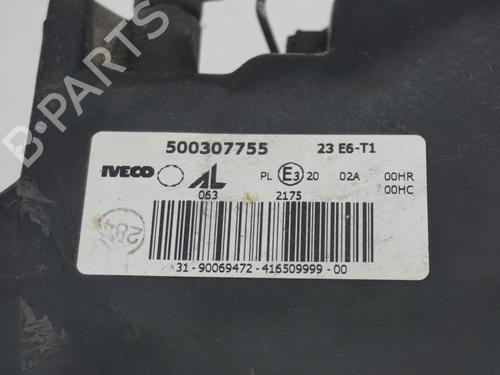 B-PARTS
500307755 23 E6-T1
IVECO AL PL E3 20 02A 00HR
063 2175 00HC
284
31-90069472-416509999-00